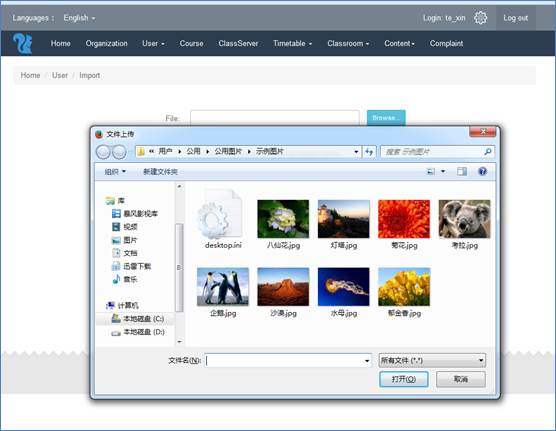 Languages : English
Login: te_xin Log out
Home Organization User Course ClassServer Timetable Classroom Content Complaint
Home / User / Import
File: Browse...
文件上传
« 用户 公用 公用图片 示例图片
搜索 示例图片
组织 新建文件夹
库
暴风影视库
视频
图片
文档
迅雷下载
音乐
计算机
本地磁盘 (C:)
本地磁盘 (D:)
desktop.ini 八仙花.jpg 灯塔.jpg 菊花.jpg 考拉.jpg
企鹅.jpg 沙漠.jpg 水母.jpg 郁金香.jpg
文件名(N): 所有文件 (*.*)
打开(O) 取消